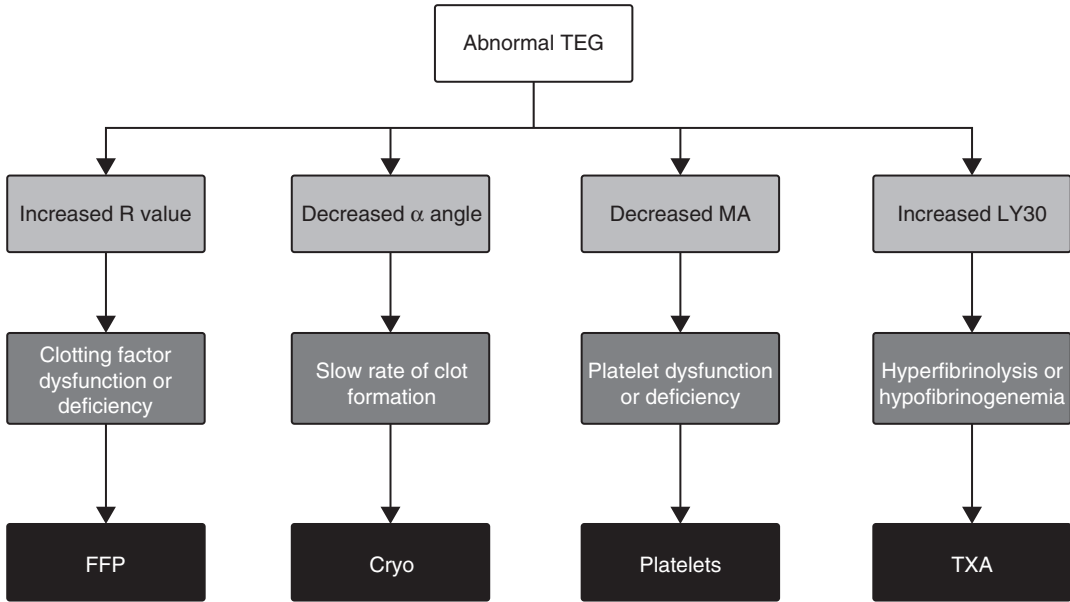 Abnormal TEG
Increased R value
Decreased α angle
Decreased MA
Increased LY30
Clotting factor
dysfunction or
deficiency
Slow rate of clot
formation
Platelet dysfunction
or deficiency
Hyperfibrinolysis or
hypofibrinogenemia
FFP
Cryo
Platelets
TXA